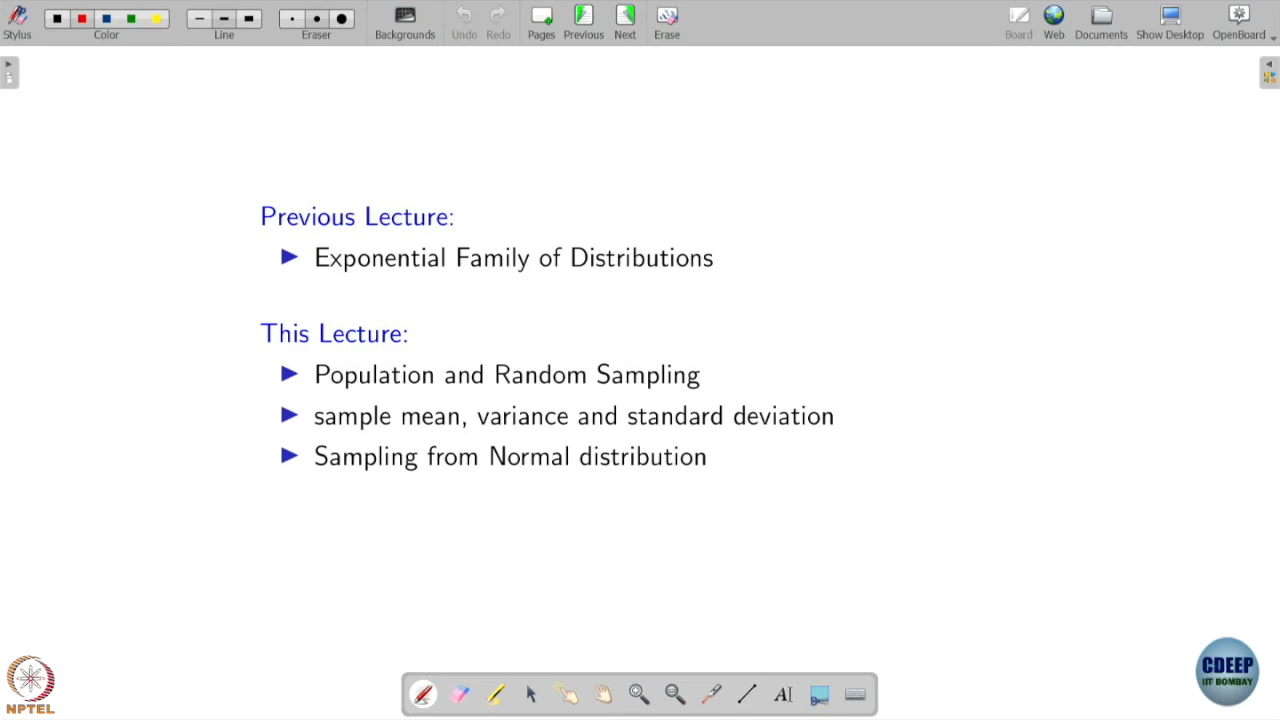 Stylus Color Line Eraser Backgrounds Undo Redo Pages Previous Next Erase Board Web Documents Show Desktop OpenBoard
Previous Lecture:
Exponential Family of Distributions
This Lecture:
Population and Random Sampling
sample mean, variance and standard deviation
Sampling from Normal distribution
AI
NPTEL
CDEEP
IIT BOMBAY